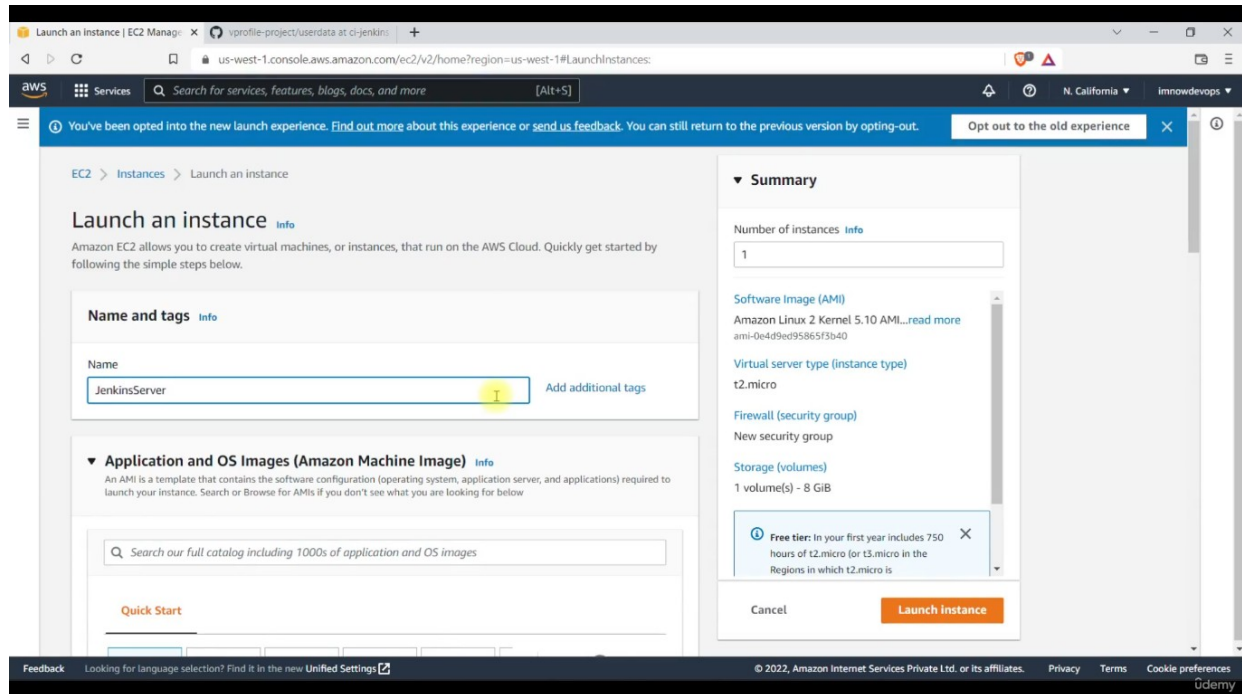 Launch an instance | EC2 Manage
vprofile-project/userdata at ci-jenkins
us-west-1.console.aws.amazon.com/ec2/v2/home?region=us-west-1#LaunchInstances:
aws
Services
Search for services, features, blogs, docs, and more
[Alt+S]
N. California
imnowdevops
You've been opted into the new launch experience. Find out more about this experience or send us feedback. You can still return to the previous version by opting-out.
Opt out to the old experience
EC2 > Instances > Launch an instance
Launch an instance Info
Amazon EC2 allows you to create virtual machines, or instances, that run on the AWS Cloud. Quickly get started by
following the simple steps below.
Name and tags Info
Name
JenkinsServer
Add additional tags
Application and OS Images (Amazon Machine Image) Info
An AMI is a template that contains the software configuration (operating system, application server, and applications) required to
launch your instance. Search or Browse for AMIs if you don't see what you are looking for below
Search our full catalog including 1000s of application and OS images
Quick Start
Summary
Number of instances Info
1
Software Image (AMI)
Amazon Linux 2 Kernel 5.10 AMI...read more
ami-0e4d9ed95865f3b40
Virtual server type (instance type)
t2.micro
Firewall (security group)
New security group
Storage (volumes)
1 volume(s) - 8 GiB
Free tier: In your first year includes 750
hours of t2.micro (or t3.micro in the
Regions in which t2.micro is
Cancel
Launch instance
Feedback
Looking for language selection? Find it in the new Unified Settings
© 2022, Amazon Internet Services Private Ltd. or its affiliates.
Privacy
Terms
Cookie preferences
ûdemy